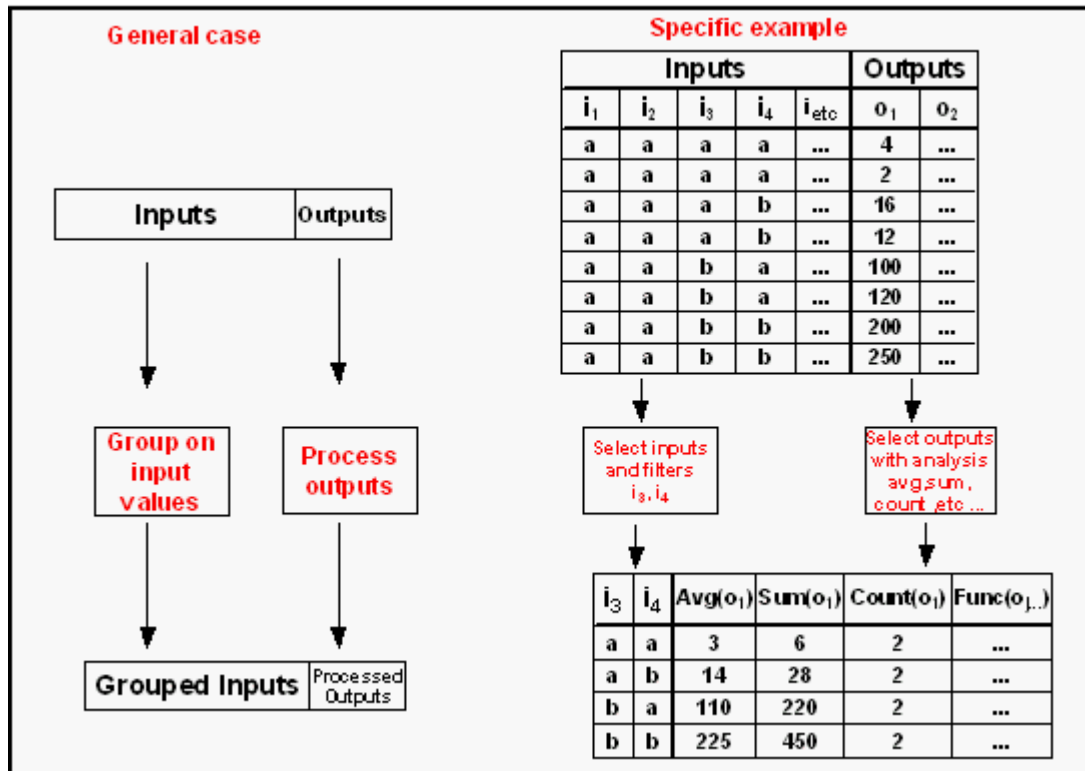 General case
Inputs Outputs
Group on
input
values
Process
outputs
Grouped Inputs Processed
Outputs
Specific example
Inputs Outputs
i1 i2 i3 i4 ietc o1 o2
a a a a ... 4 ...
a a a a ... 2 ...
a a a b ... 16 ...
a a a b ... 12 ...
a a b a ... 100 ...
a a b a ... 120 ...
a a b b ... 200 ...
a a b b ... 250 ...
Select inputs
and filters
i3, i4
Select outputs
with analysis
avg,sum,
count ,etc ...
i3 i4 Avg(o1) Sum(o1) Count(o1) Func(oj,..)
a a 3 6 2 ...
a b 14 28 2 ...
b a 110 220 2 ...
b b 225 450 2 ...